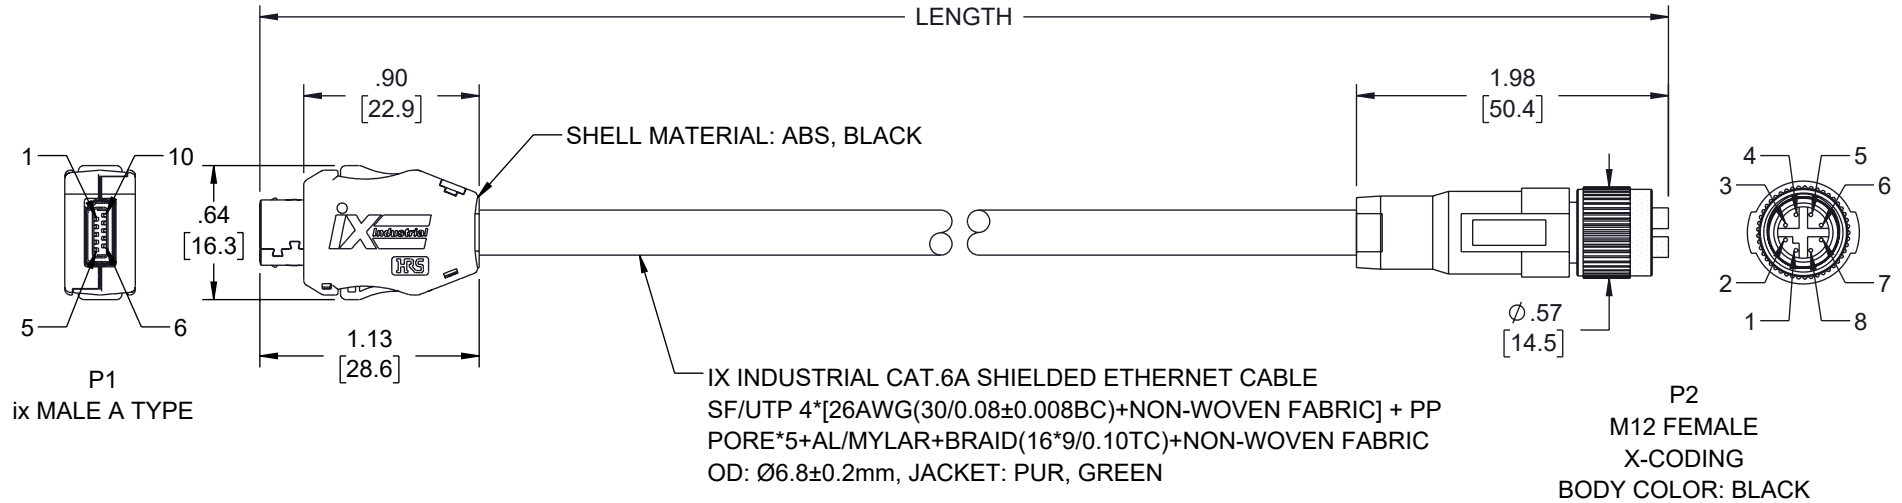 LENGTH
.90
[22.9]
1.98
[50.4]
SHELL MATERIAL: ABS, BLACK
1
10
5
6
P1
ix MALE A TYPE
.64
[16.3]
iX Industrial
HRS
1.13
[28.6]
IX INDUSTRIAL CAT.6A SHIELDED ETHERNET CABLE
SF/UTP 4*[26AWG(30/0.08±0.008BC)+NON-WOVEN FABRIC] + PP
PORE*5+AL/MYLAR+BRAID(16*9/0.10TC)+NON-WOVEN FABRIC
OD: Ø6.8±0.2mm, JACKET: PUR, GREEN
Ø.57
[14.5]
4
5
3
6
2
7
1
8
P2
M12 FEMALE
X-CODING
BODY COLOR: BLACK